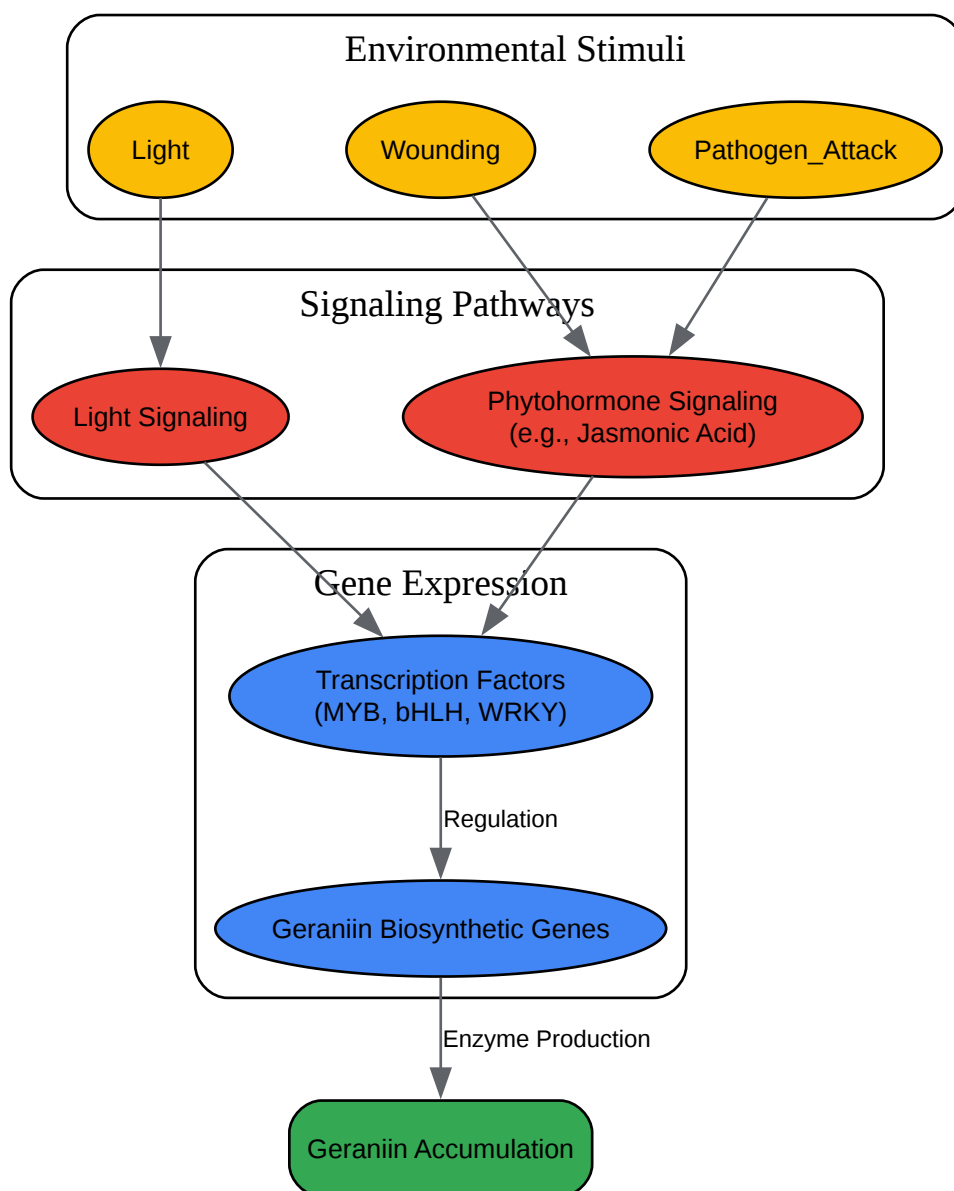 Environmental Stimuli
Light
Wounding
Pathogen_Attack
Signaling Pathways
Light Signaling
Phytohormone Signaling
(e.g., Jasmonic Acid)
Gene Expression
Transcription Factors
(MYB, bHLH, WRKY)
Regulation
Geraniin Biosynthetic Genes
Enzyme Production
Geraniin Accumulation